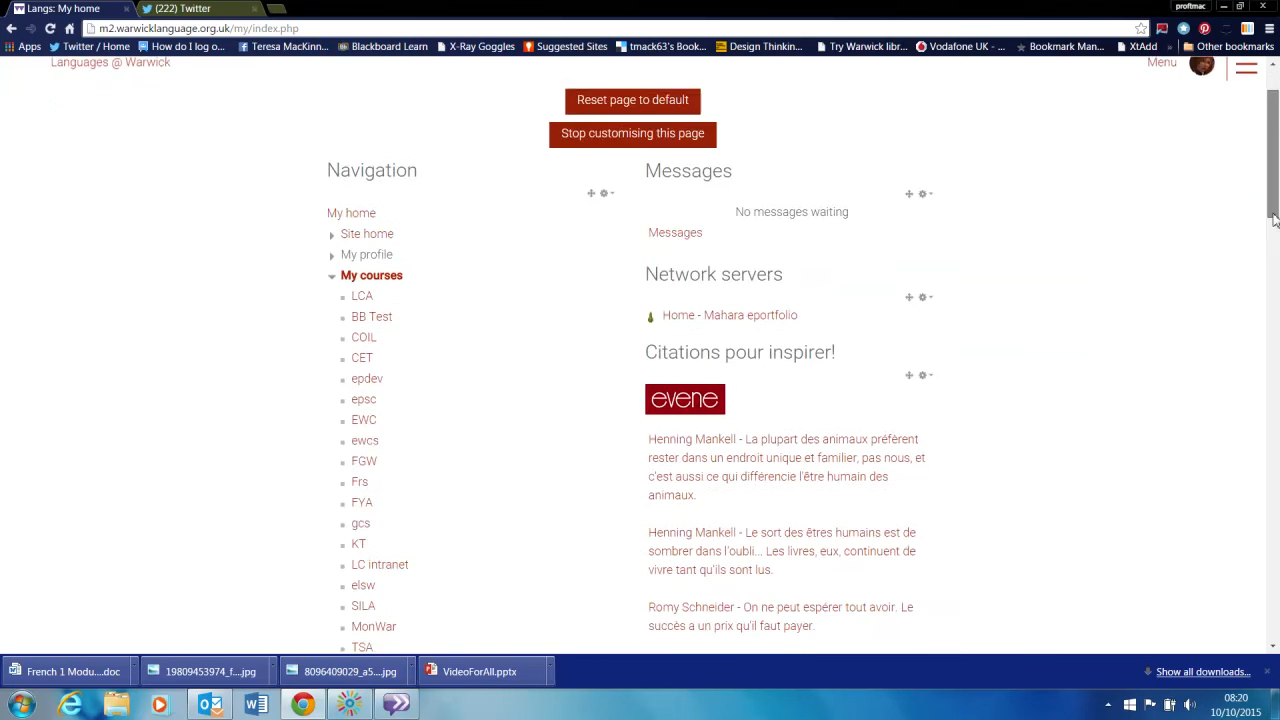 proftmac
Langs: My home
(222) Twitter
m2.warwicklanguage.org.uk/my/index.php
Apps
Twitter / Home
How do I log o...
Teresa MacKinn...
Blackboard Learn
X-Ray Goggles
Suggested Sites
tmack63's Book...
Design Thinkin...
Try Warwick libr...
Vodafone UK - ...
Bookmark Mana...
XtAdd
»
Other bookmarks
Languages @ Warwick
Menu
Reset page to default
Stop customising this page
Navigation
My home
Site home
My profile
My courses
LCA
BB Test
COIL
CET
epdev
epsc
EWC
ewcs
FGW
Frs
FYA
gcs
KT
LC intranet
elsw
SILA
MonWar
TSA
Messages
No messages waiting
Messages
Network servers
Home - Mahara eportfolio
Citations pour inspirer!
evene
Henning Mankell - La plupart des animaux préfèrent
rester dans un endroit unique et familier, pas nous, et
c'est aussi ce qui différencie l'être humain des
animaux.
Henning Mankell - Le sort des êtres humains est de
sombrer dans l'oubli... Les livres, eux, continuent de
vivre tant qu'ils sont lus.
Romy Schneider - On ne peut espérer tout avoir. Le
succès a un prix qu'il faut payer.
French 1 Modu....doc
19809453974_f...jpg
8096409029_a5...jpg
VideoForAll.pptx
Show all downloads...
08:20
10/10/2015